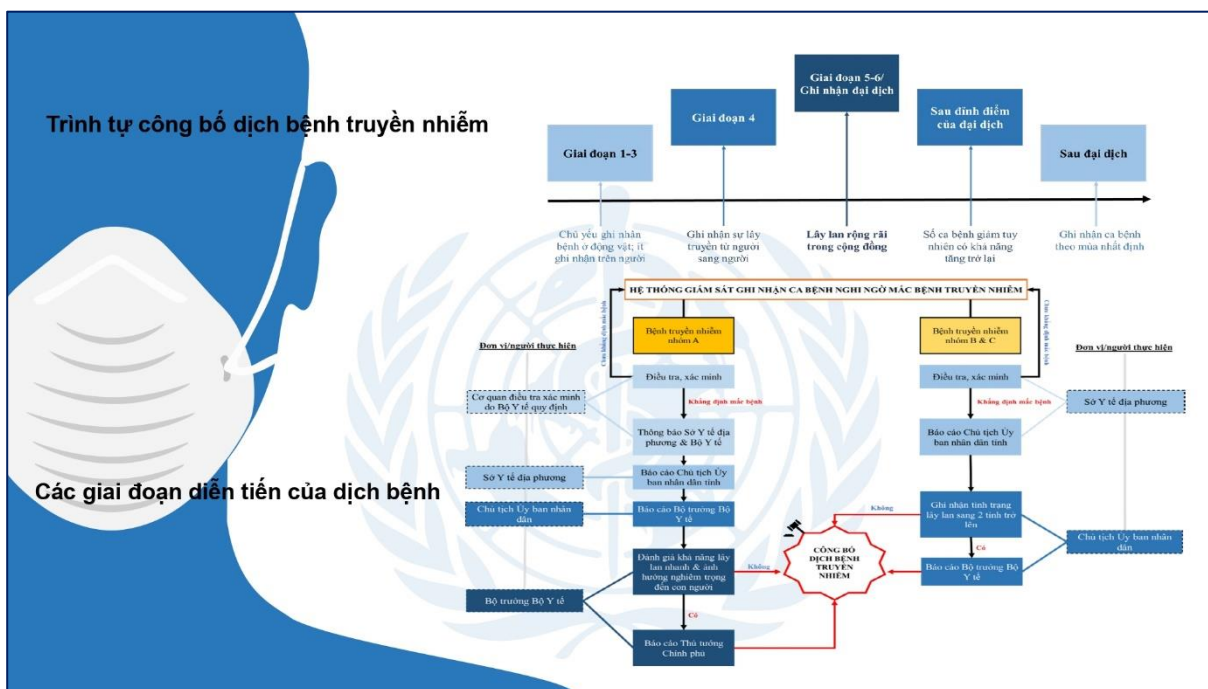 Trình tự công bố dịch bệnh truyền nhiễm
Các giai đoạn diễn tiến của dịch bệnh
Giai đoạn 1-3
Giai đoạn 4
Giai đoạn 5-6/
Ghi nhận đại dịch
Sau đỉnh điểm
của đại dịch
Sau đại dịch
Chủ yếu ghi nhận
bệnh ở động vật; ít
ghi nhận trên người
Ghi nhận sự lây
truyền từ người
sang người
Lây lan rộng rãi
trong cộng đồng
Số ca bệnh giảm tuy
nhiên có khả năng
tăng trở lại
Ghi nhận ca bệnh
theo mùa nhất định
HỆ THỐNG GIÁM SÁT GHI NHẬN CA BỆNH NGHI NGỜ MẮC BỆNH TRUYỀN NHIỄM
Đơn vị/người thực hiện
Chưa khẳng định mắc bệnh
Bệnh truyền nhiễm
nhóm A
Điều tra, xác minh
Cơ quan điều tra xác minh
do Bộ Y tế quy định
Khẳng định mắc bệnh
Thông báo Sở Y tế địa
phương & Bộ Y tế
Sở Y tế địa phương
Báo cáo Chủ tịch Ủy
ban nhân dân tỉnh
Chủ tịch Ủy ban nhân
dân
Báo cáo Bộ trưởng Bộ
Y tế
Đánh giá khả năng lây
lan nhanh & ảnh
hưởng nghiêm trọng
đến con người
Không
Bộ trưởng Bộ Y tế
Có
Báo cáo Thủ tướng
Chính phủ
CÔNG BỐ
DỊCH BỆNH
TRUYỀN
NHIỄM
Bệnh truyền nhiễm
nhóm B & C
Chưa khẳng định mắc bệnh
Đơn vị/người thực hiện
Điều tra, xác minh
Khẳng định mắc bệnh
Sở Y tế địa phương
Báo cáo Chủ tịch Ủy
ban nhân dân tỉnh
Không
Ghi nhận tình trạng
lây lan sang 2 tỉnh trở
lên
Có
Chủ tịch Ủy ban nhân
dân
Báo cáo Bộ trưởng Bộ
Y tế